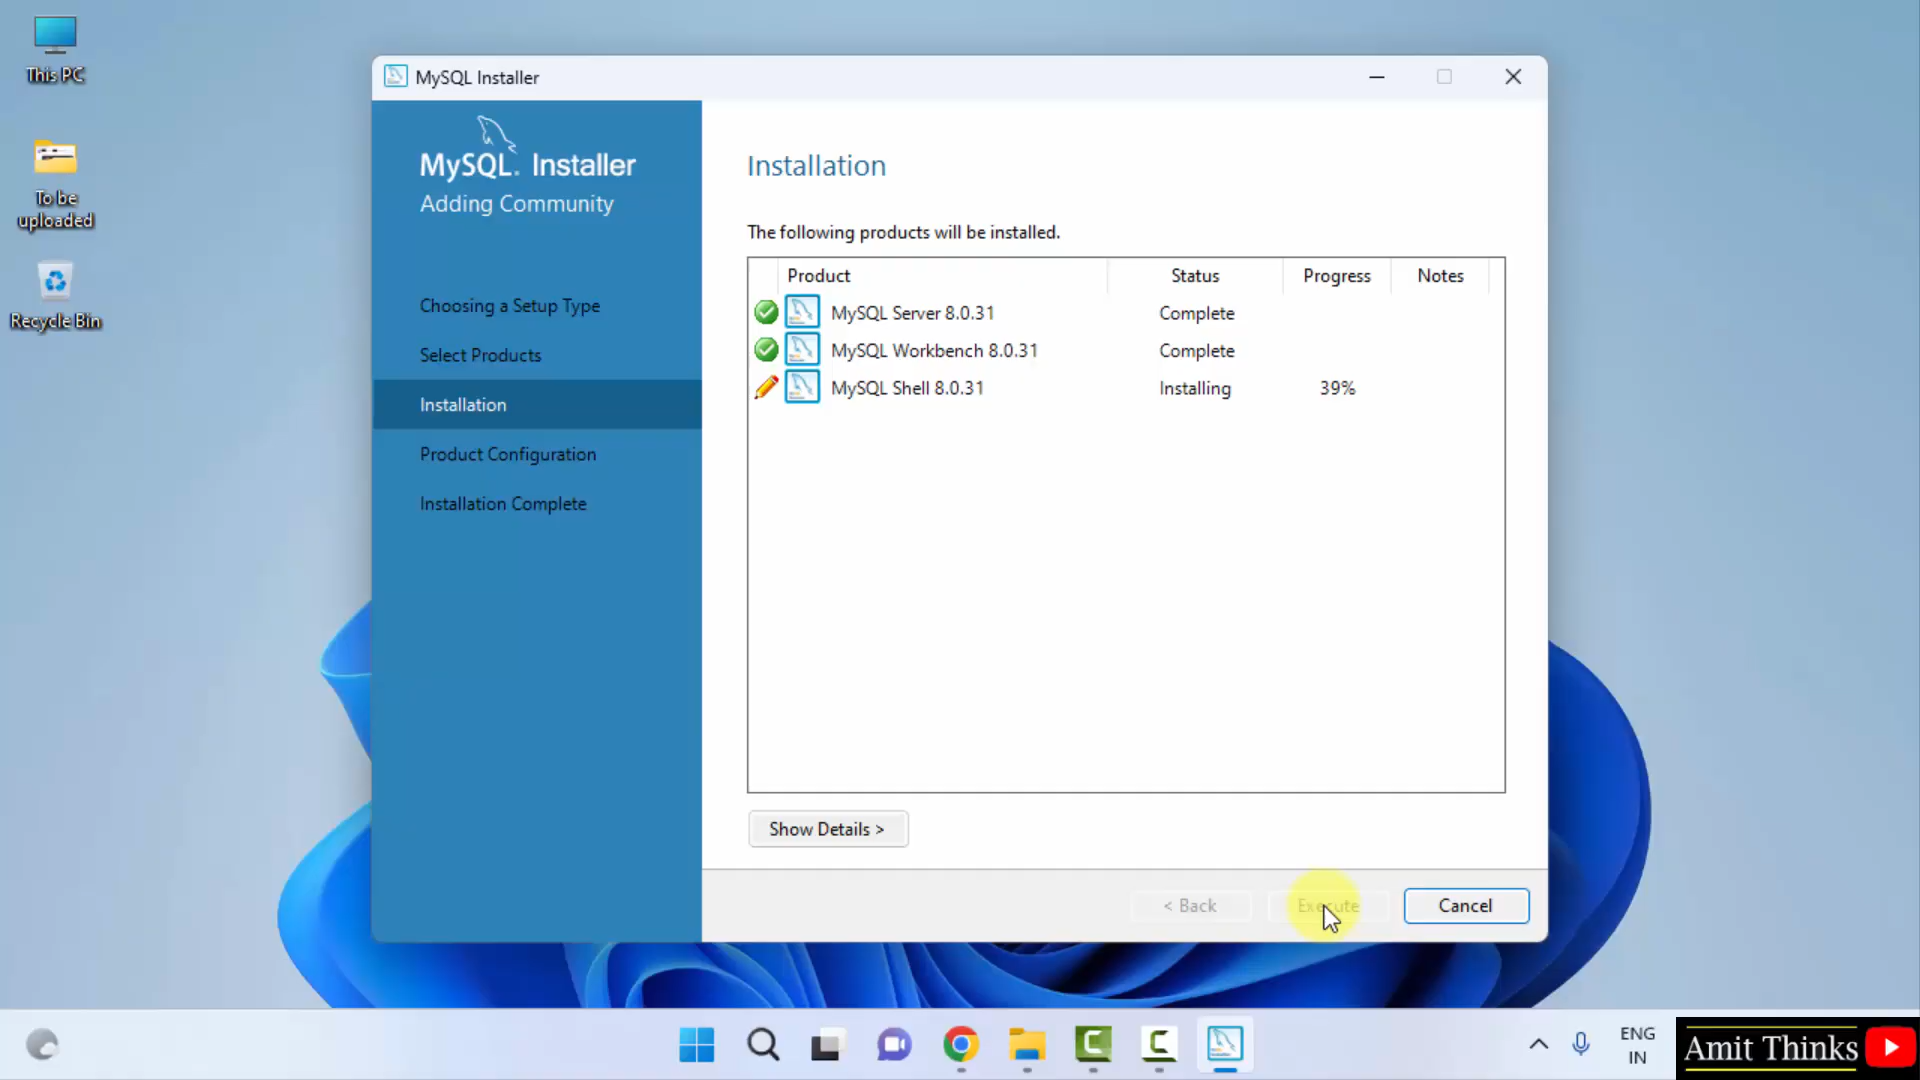 This PC
To be
uploaded
Recycle Bin
MySQL Installer
MySQL. Installer
Adding Community
Choosing a Setup Type
Select Products
Installation
Product Configuration
Installation Complete
Installation
The following products will be installed.
Product Status Progress Notes
MySQL Server 8.0.31 Complete
MySQL Workbench 8.0.31 Complete
MySQL Shell 8.0.31 Installing 39%
Show Details >
< Back Execute Cancel
ENG
IN
Amit Thinks